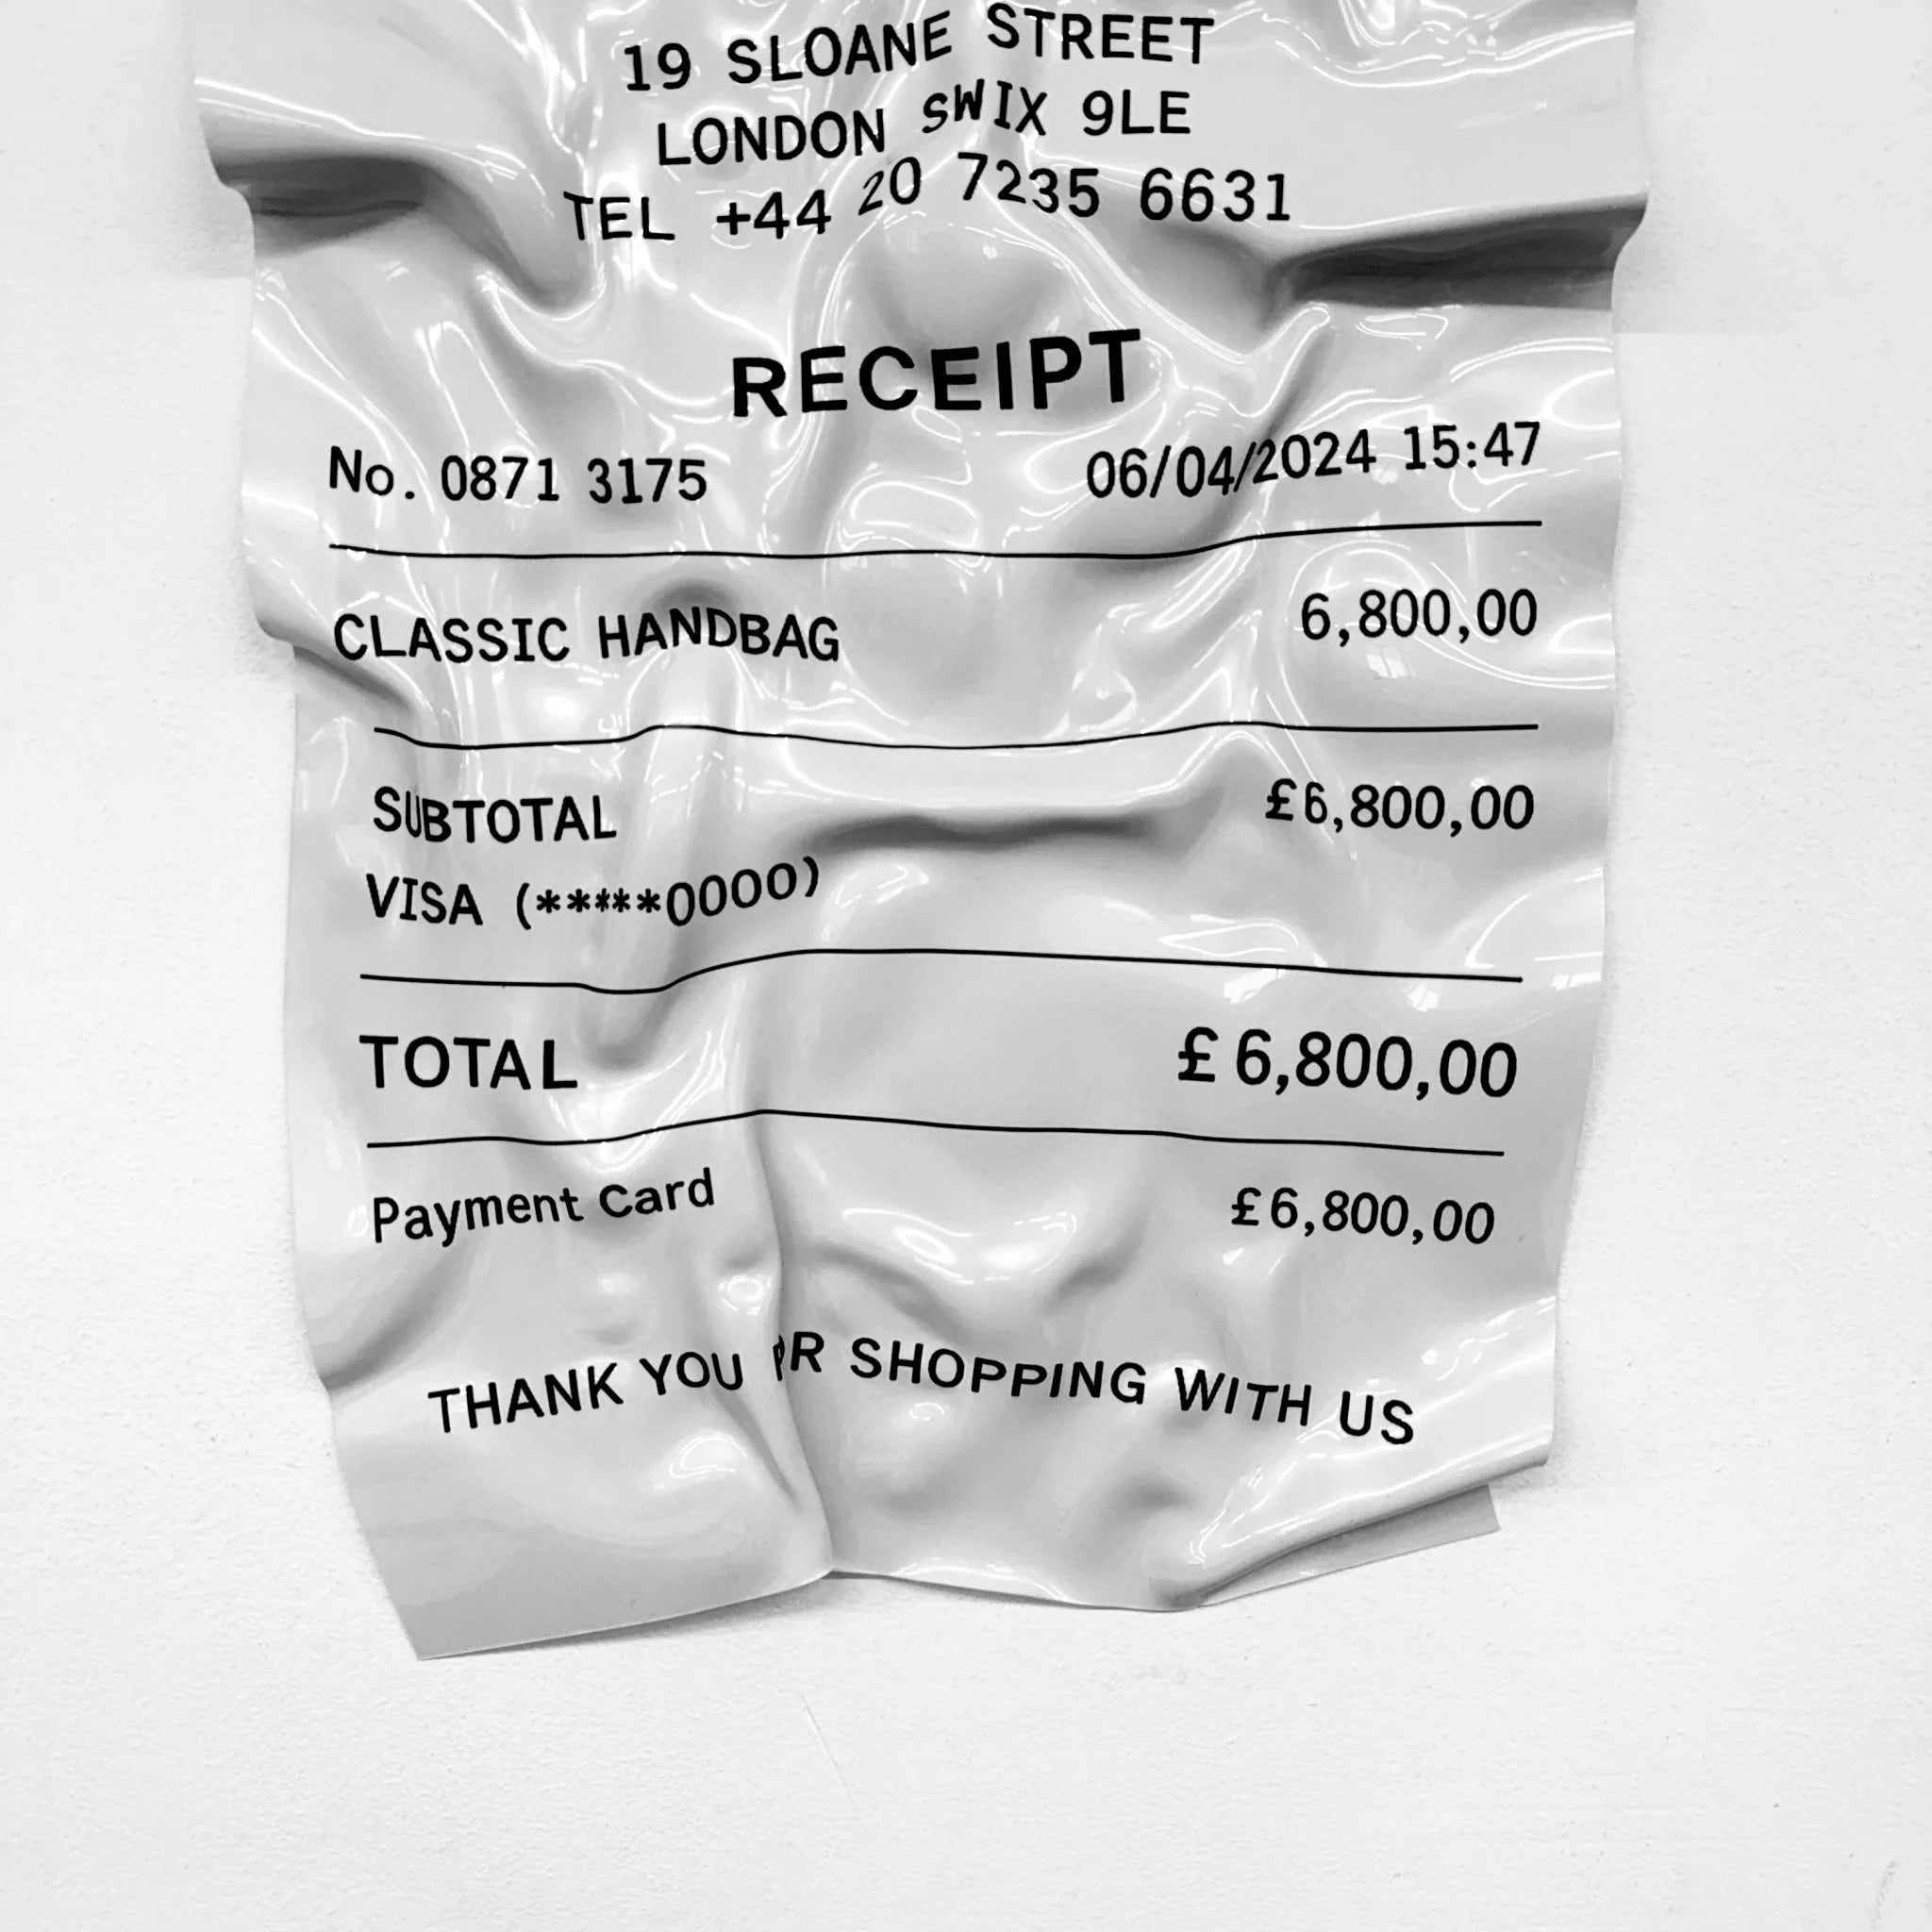 19 SLOANE STREET
LONDON SWIX 9LE
TEL +44 20 7235 6631
RECEIPT
No. 0871 3175 06/04/2024 15:47
CLASSIC HANDBAG 6,800,00
SUBTOTAL £6,800,00
VISA (*****0000)
TOTAL £6,800,00
Payment Card £6,800,00
THANK YOU SHOPPING WITH US